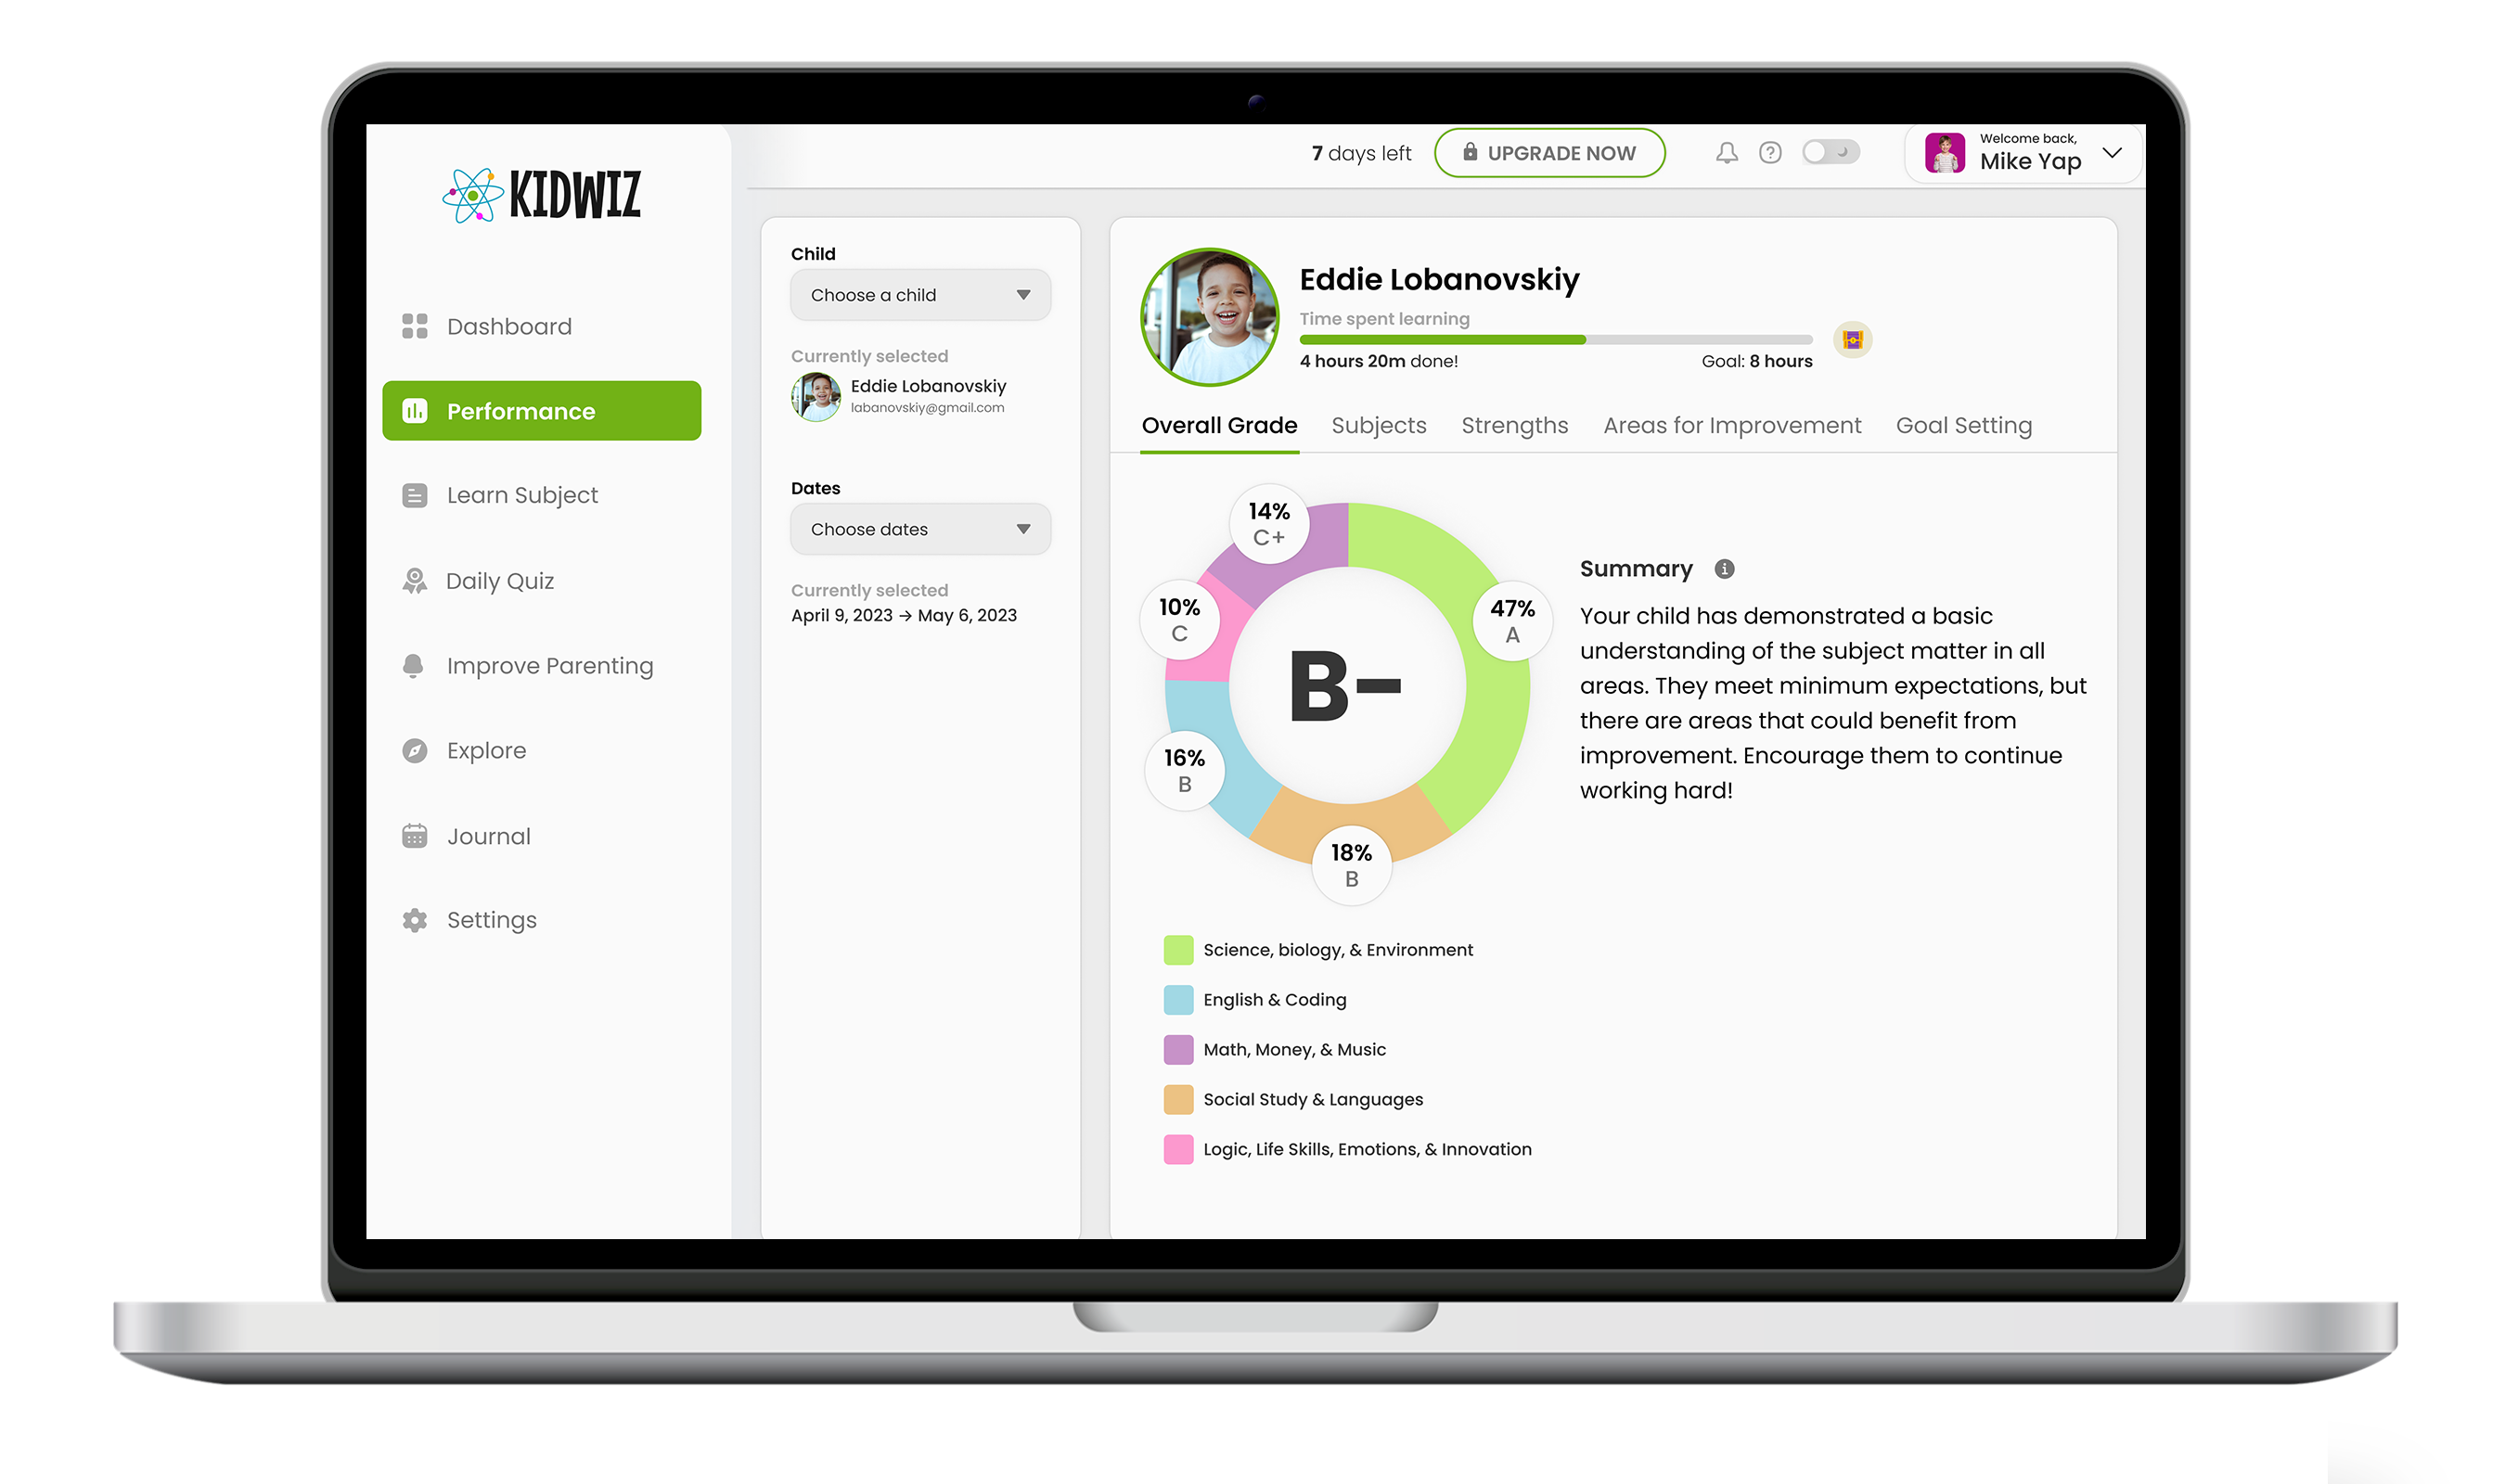 KIDWIZ
Dashboard
Performance
Learn Subject
Daily Quiz
Improve Parenting
Explore
Journal
Settings
7 days left
UPGRADE NOW
Welcome back,
Mike Yap
Child
Choose a child
Currently selected
Eddie Lobanovskiy
labanovskiy@gmail.com
Dates
Choose dates
Currently selected
April 9, 2023 → May 6, 2023
Eddie Lobanovskiy
Time spent learning
4 hours 20m done!
Goal: 8 hours
Overall Grade
Subjects
Strengths
Areas for Improvement
Goal Setting
14%
C+
10%
C
47%
A
B-
16%
B
18%
B
Summary
Your child has demonstrated a basic
understanding of the subject matter in all
areas. They meet minimum expectations, but
there are areas that could benefit from
improvement. Encourage them to continue
working hard!
Science, biology, & Environment
English & Coding
Math, Money, & Music
Social Study & Languages
Logic, Life Skills, Emotions, & Innovation